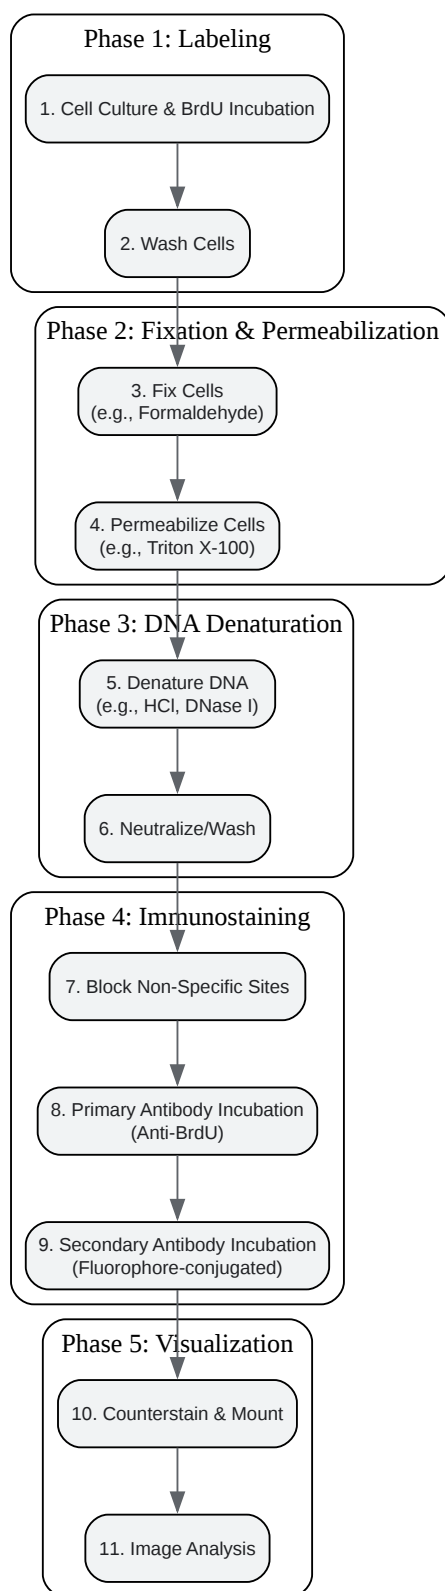 Phase 1: Labeling
1. Cell Culture & BrdU Incubation
2. Wash Cells
Phase 2: Fixation & Permeabilization
3. Fix Cells
(e.g., Formaldehyde)
4. Permeabilize Cells
(e.g., Triton X-100)
Phase 3: DNA Denaturation
5. Denature DNA
(e.g., HCl, DNase I)
6. Neutralize/Wash
Phase 4: Immunostaining
7. Block Non-Specific Sites
8. Primary Antibody Incubation
(Anti-BrdU)
9. Secondary Antibody Incubation
(Fluorophore-conjugated)
Phase 5: Visualization
10. Counterstain & Mount
11. Image Analysis